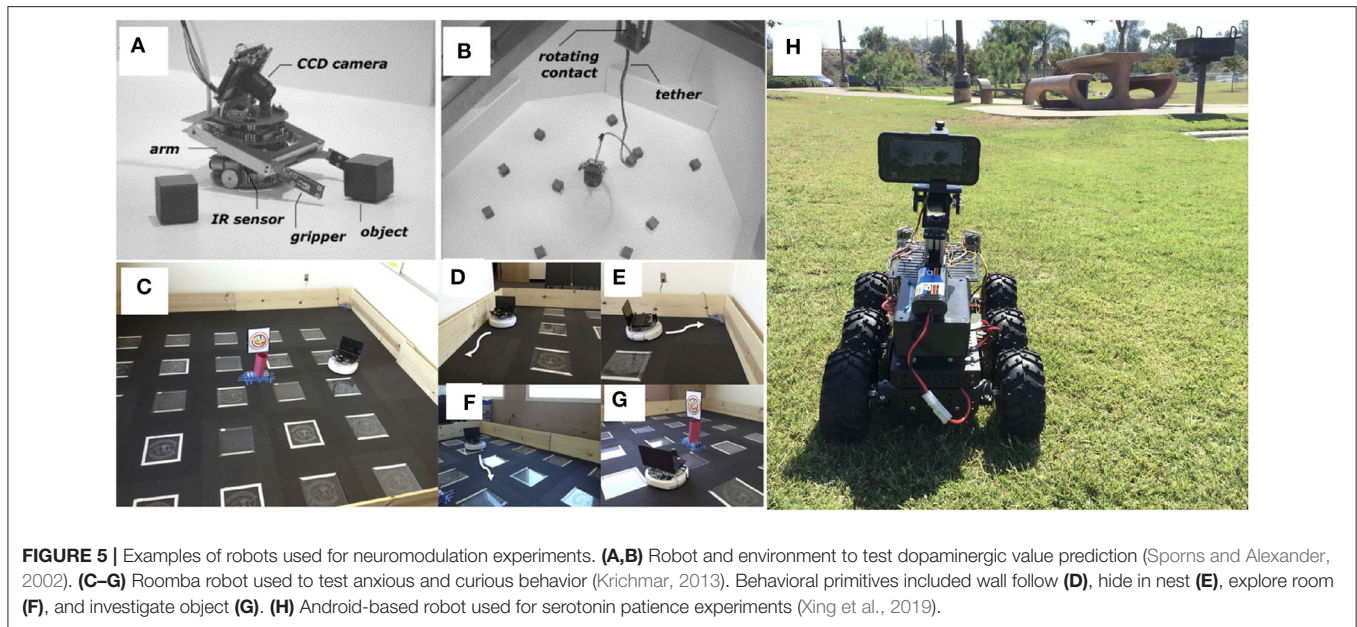 A
CCD camera
arm
IR sensor
gripper
object
B
rotating
contact
tether
C
D
E
F
G
H
FIGURE 5 | Examples of robots used for neuromodulation experiments. (A,B) Robot and environment to test dopaminergic value prediction (Sporns and Alexander,
2002). (C–G) Roomba robot used to test anxious and curious behavior (Krichmar, 2013). Behavioral primitives included wall follow (D), hide in nest (E), explore room
(F), and investigate object (G). (H) Android-based robot used for serotonin patience experiments (Xing et al., 2019).